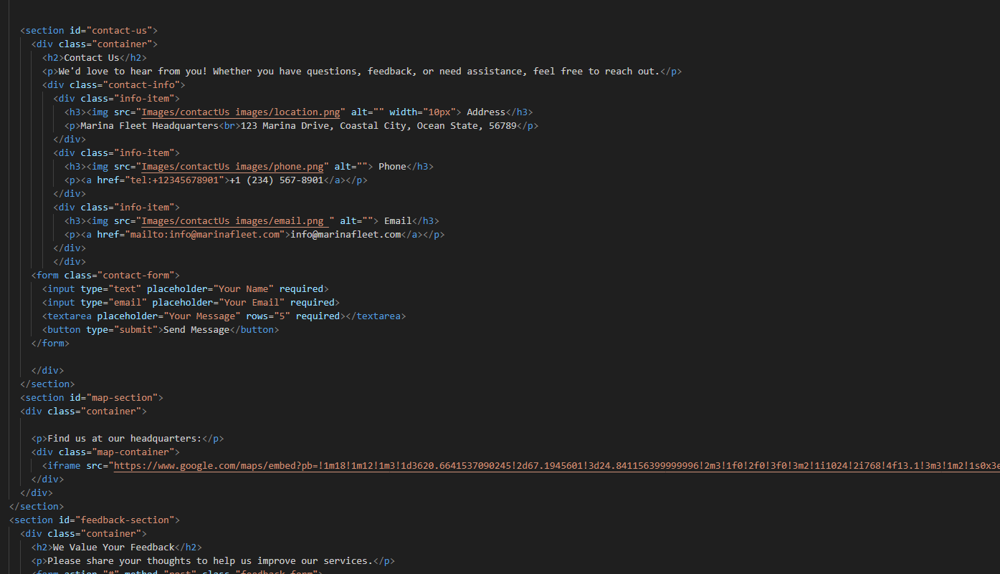 <section id="contact-us">
<div class="container">
<h2>Contact Us</h2>
<p>We'd love to hear from you! Whether you have questions, feedback, or need assistance, feel free to reach out.</p>
<div class="contact-info">
<div class="info-item">
<h3><img src="Images/contactUs images/location.png" alt="" width="10px"> Address</h3>
<p>Marina Fleet Headquarters<br>123 Marina Drive, Coastal City, Ocean State, 56789</p>
</div>
<div class="info-item">
<h3><img src="Images/contactUs images/phone.png" alt=""> Phone</h3>
<p><a href="tel:+12345678901">+1 (234) 567-8901</a></p>
</div>
<div class="info-item">
<h3><img src="Images/contactUs images/email.png " alt=""> Email</h3>
<p><a href="mailto:info@marinafleet.com">info@marinafleet.com</a></p>
</div>
</div>
<form class="contact-form">
<input type="text" placeholder="Your Name" required>
<input type="email" placeholder="Your Email" required>
<textarea placeholder="Your Message" rows="5" required></textarea>
<button type="submit">Send Message</button>
</form>
</div>
</section>
<section id="map-section">
<div class="container">
<p>Find us at our headquarters:</p>
<div class="map-container">
<iframe src="https://www.google.com/maps/embed?pb=!1m18!1m12!1m3!1d3620.6641537090245!2d67.1945601!3d24.841156399999996!2m3!1f0!2f0!3f0!3m2!1i1024!2i768!4f13.1!3m3!1m2!1s0x3e
</div>
</div>
</section>
<section id="feedback-section">
<div class="container">
<h2>We Value Your Feedback</h2>
<p>Please share your thoughts to help us improve our services.</p>
<form action="#" method="post" class="feedback-form">